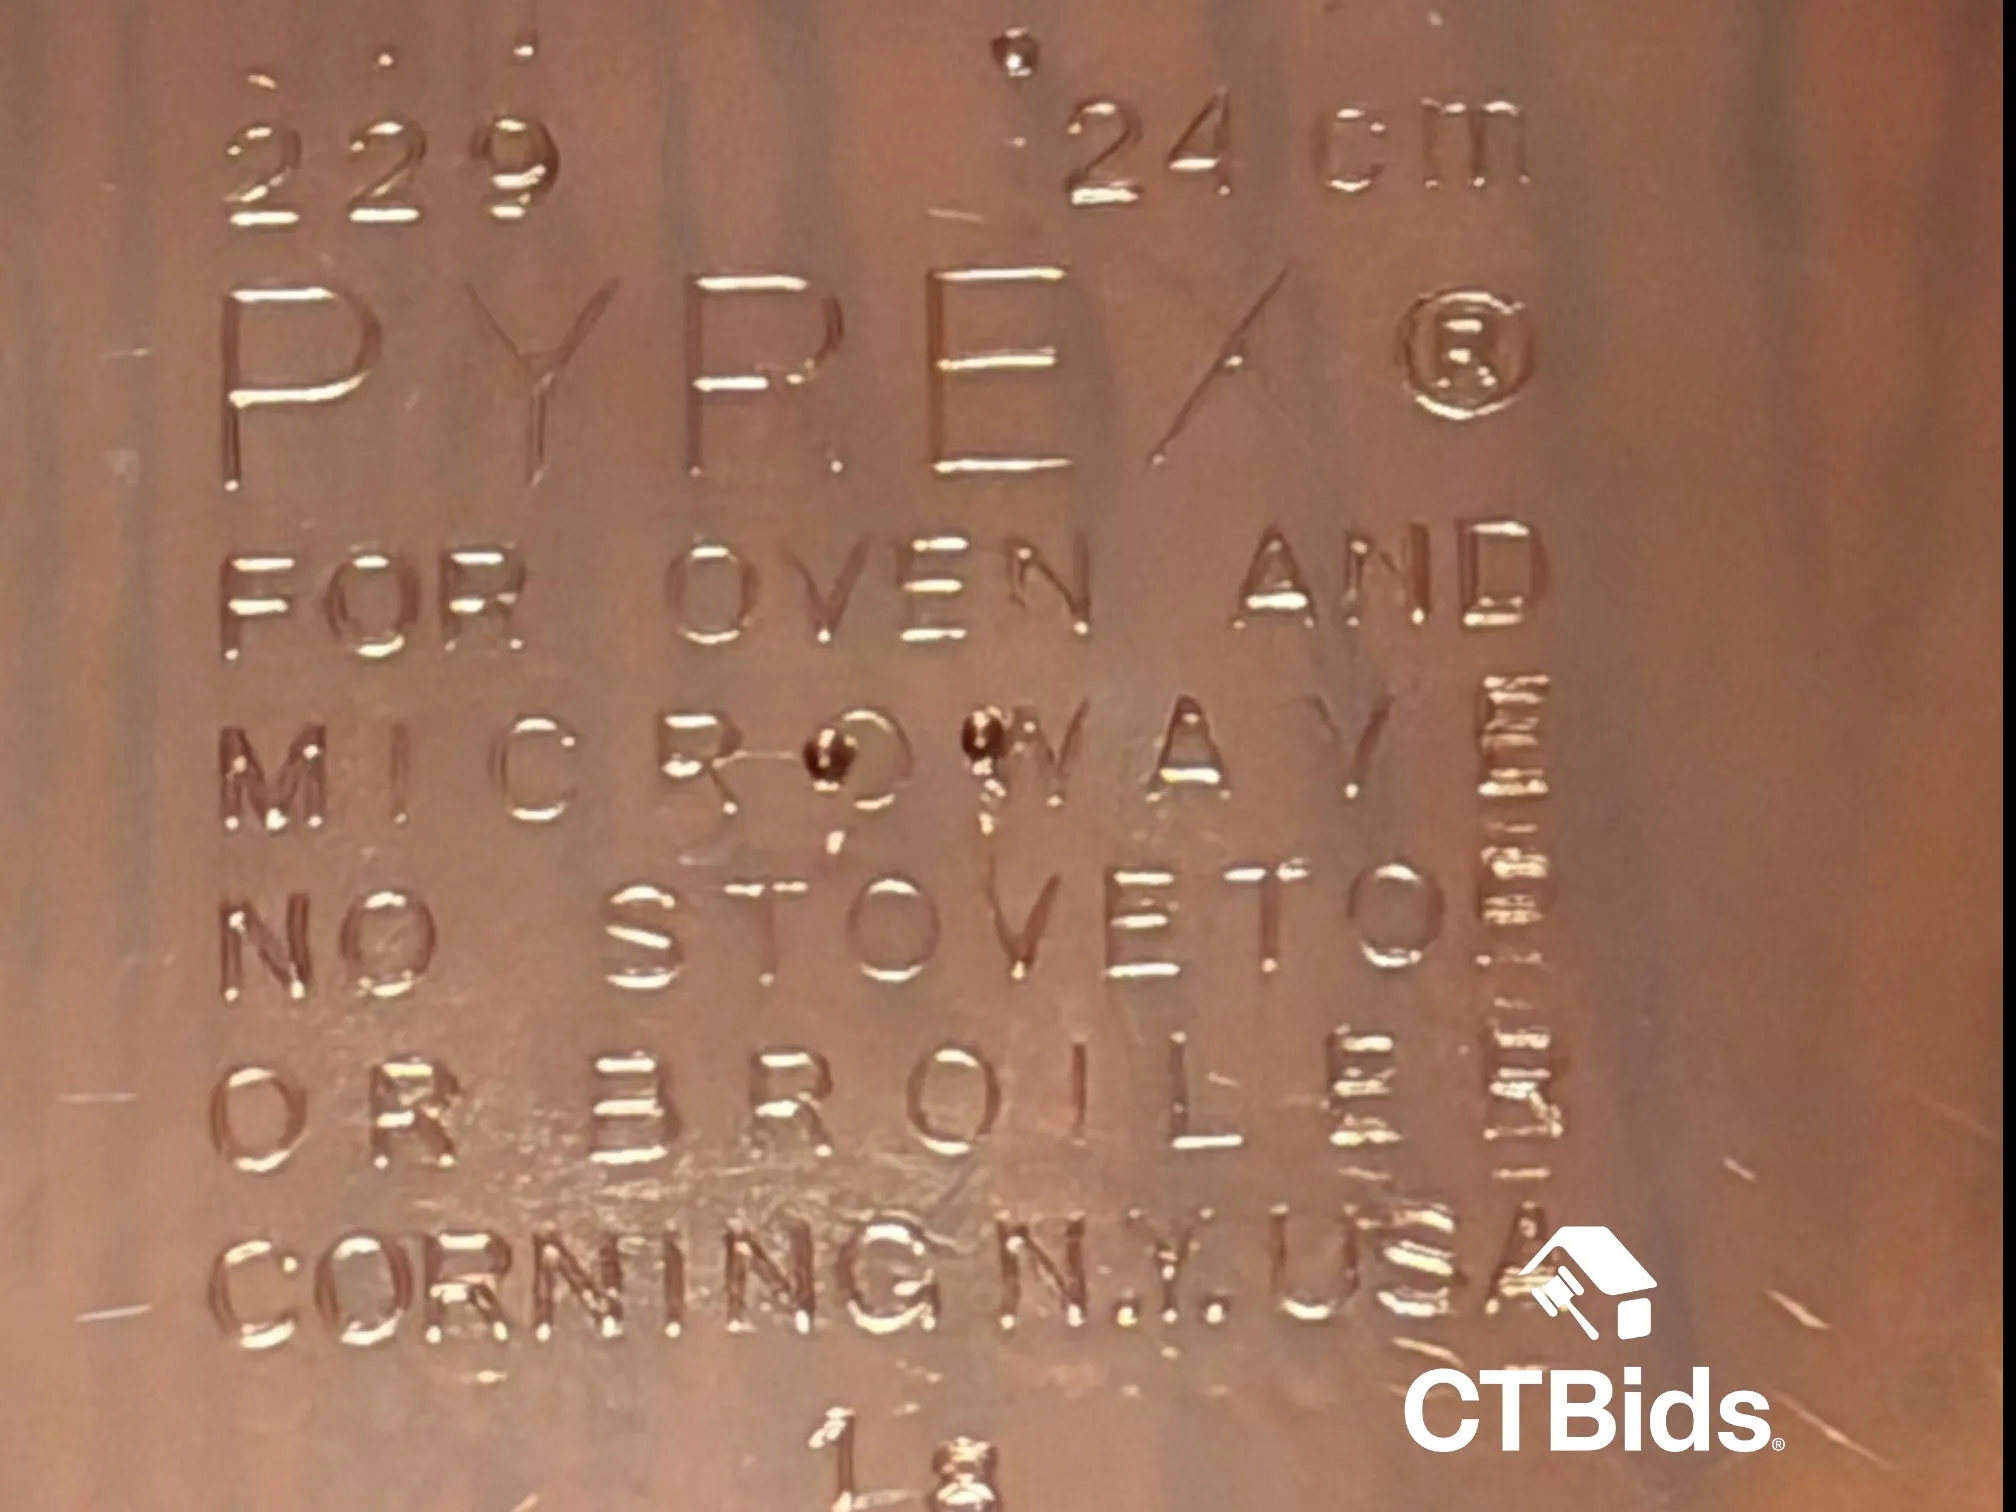 229 24 cm
PYREX ®
FOR OVEN AND
MICROWAVE
NO STOVETOP
OR BROILER
CORNING N.Y. USA
CTBids®